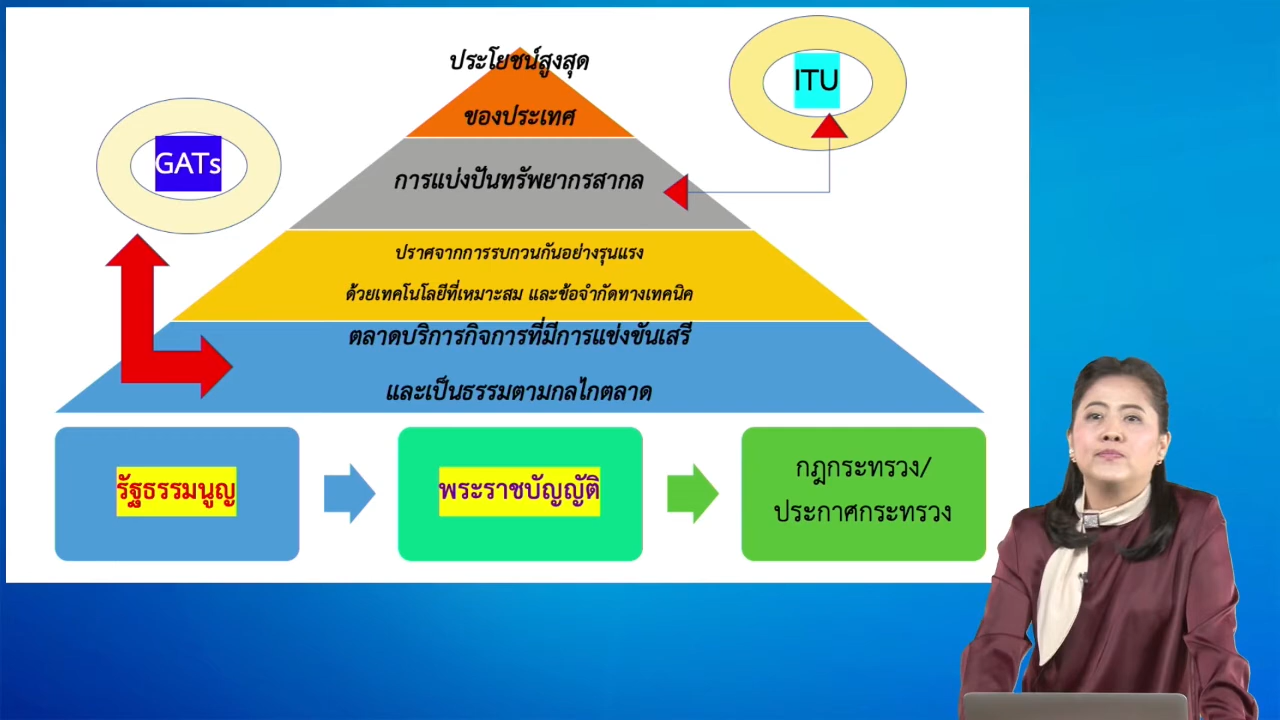 ประโยชน์สูงสุด
ของประเทศ
ITU
GATs
การแบ่งปันทรัพยากรสากล
ปราศจากการรบกวนกันอย่างรุนแรง
ด้วยเทคโนโลยีที่เหมาะสม และข้อจำกัดทางเทคนิค
ตลาดบริการกิจการที่มีการแข่งขันเสรี
และเป็นธรรมตามกลไกตลาด
รัฐธรรมนูญ
พระราชบัญญัติ
กฎกระทรวง/
ประกาศกระทรวง